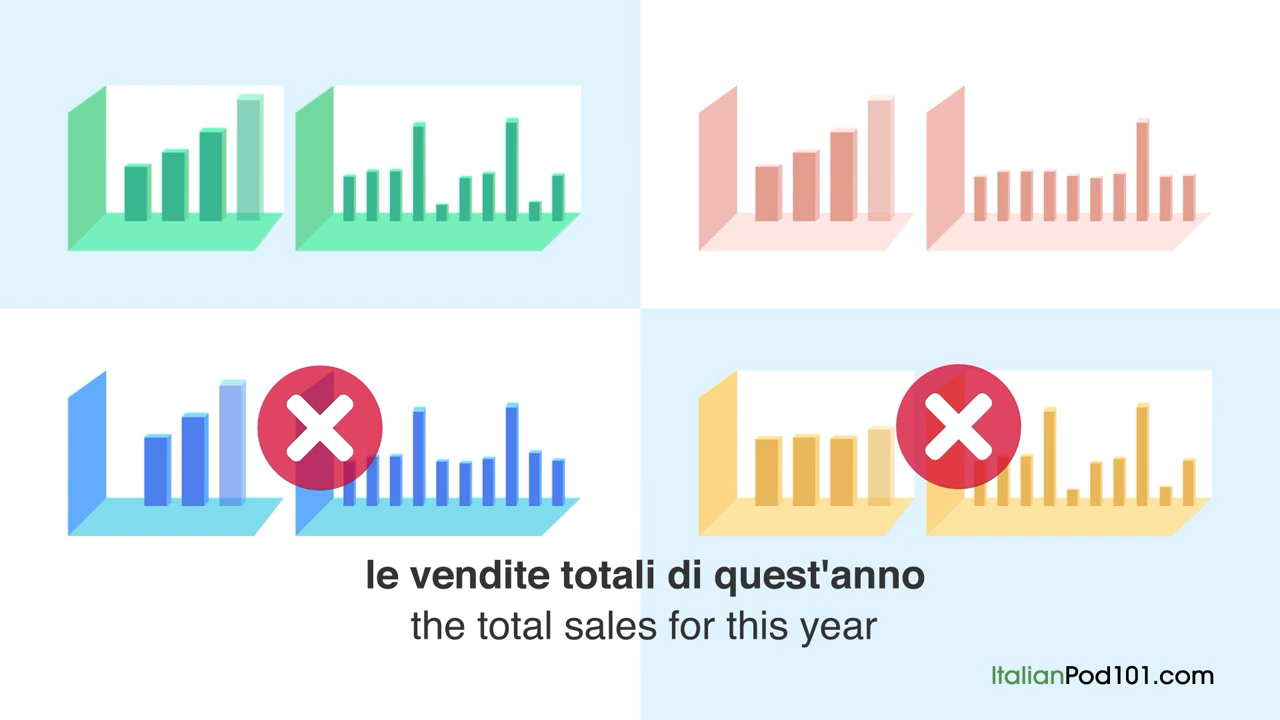 le vendite totali di quest'anno
the total sales for this year
ItalianPod101.com